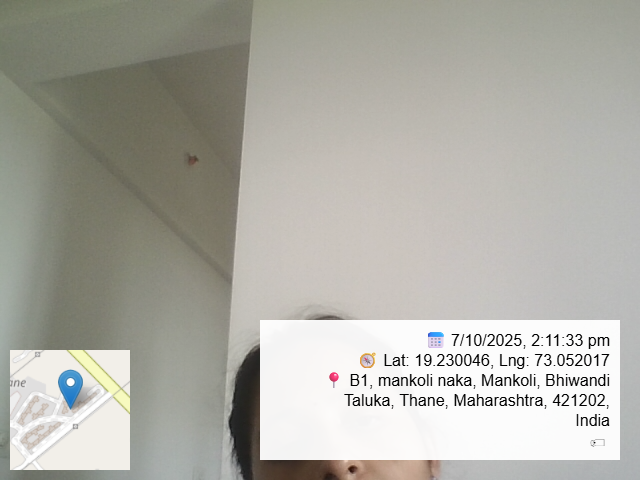 7/10/2025, 2:11:33 pm
Lat: 19.230046, Lng: 73.052017
B1, mankoli naka, Mankoli, Bhiwandi
Taluka, Thane, Maharashtra, 421202,
India
ane